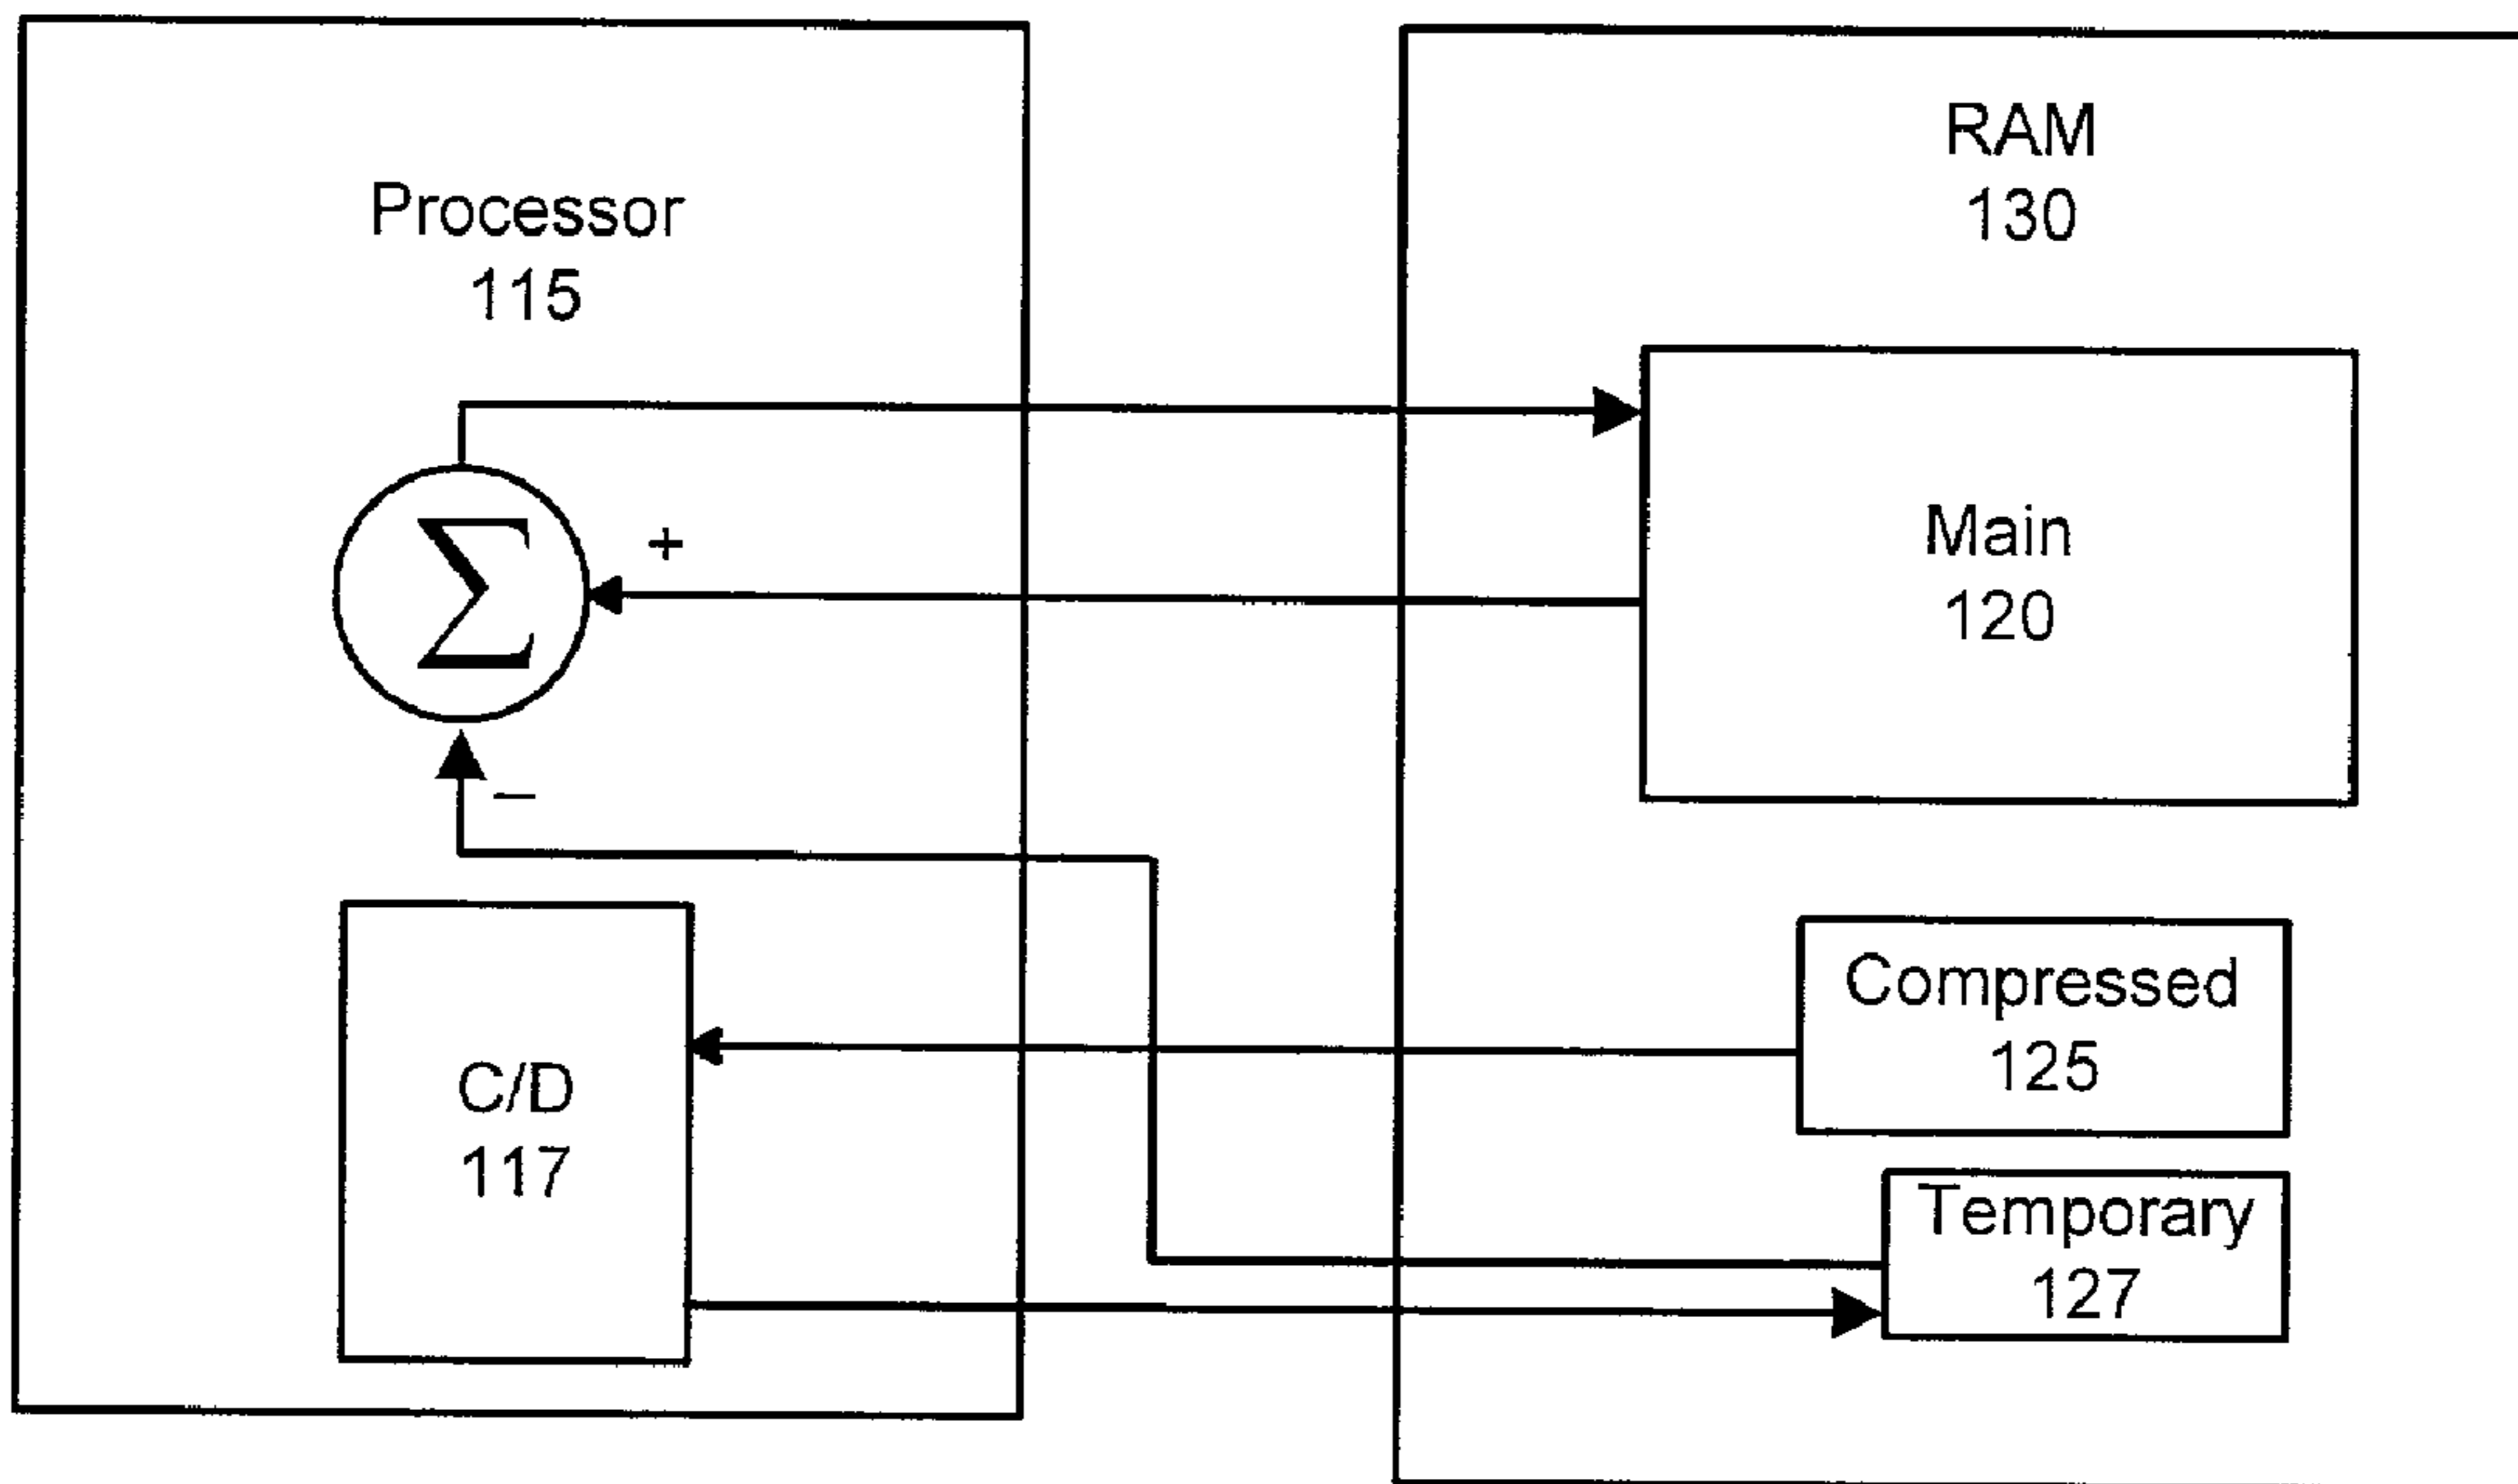 Processor
115
RAM
130
Σ
+
Main
120
–
Compressed
125
C/D
117
Temporary
127